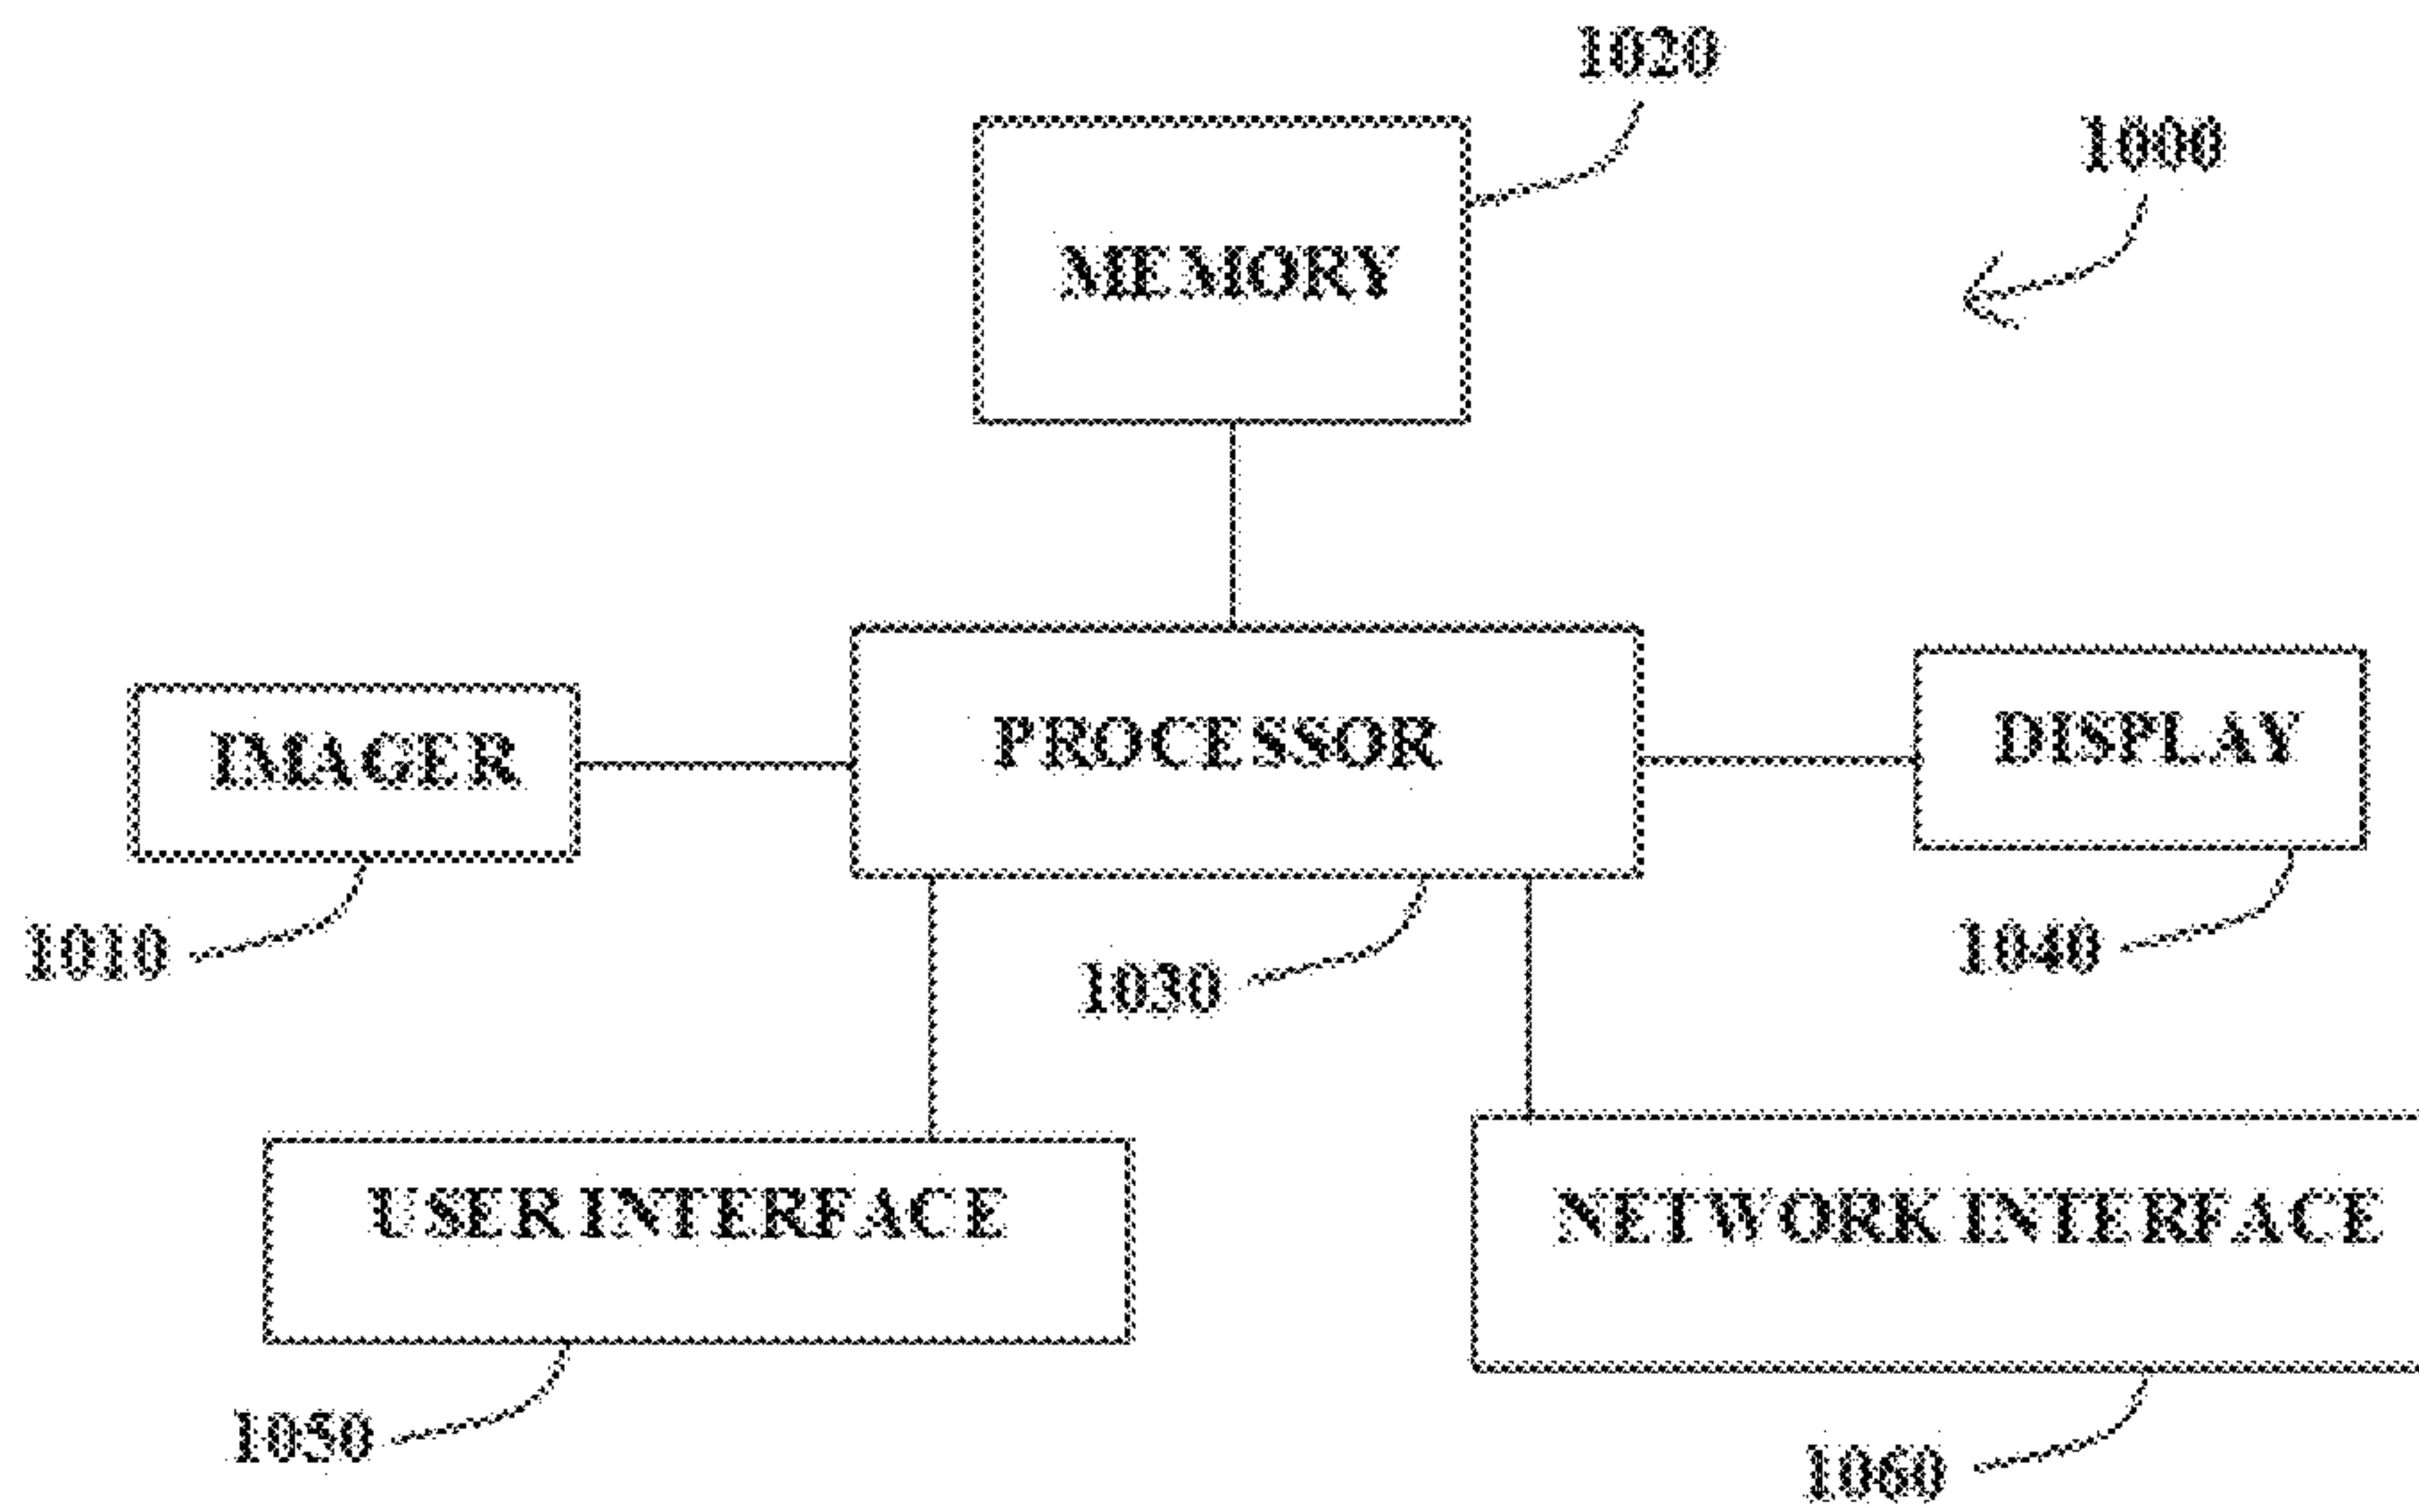 1020
1000
MEMORY
PROCESSOR
DISPLAY
IMAGER
1010
1030
1040
USER INTERFACE
NETWORK INTERFACE
1050
1060